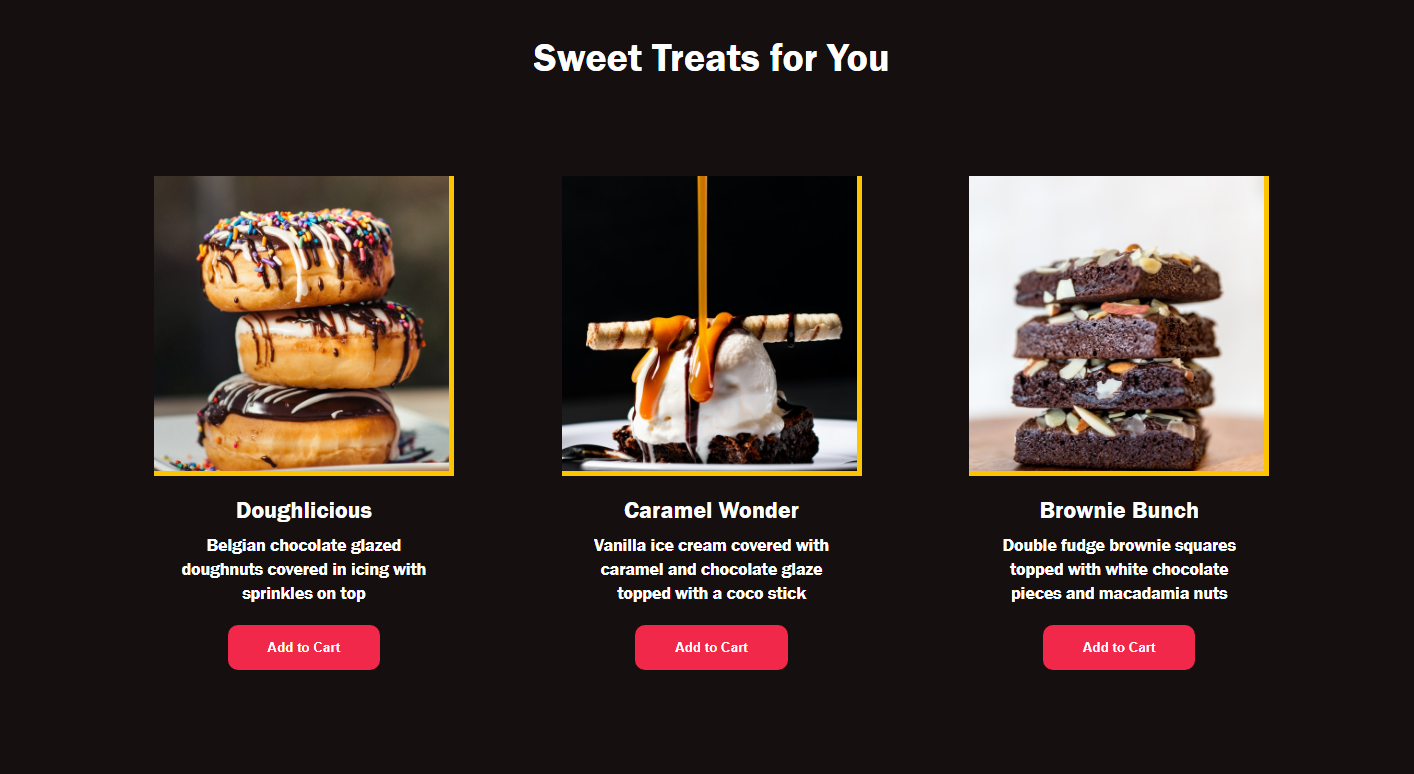 Sweet Treats for You
Doughlicious
Belgian chocolate glazed
doughnuts covered in icing with
sprinkles on top
Add to Cart
Caramel Wonder
Vanilla ice cream covered with
caramel and chocolate glaze
topped with a coco stick
Add to Cart
Brownie Bunch
Double fudge brownie squares
topped with white chocolate
pieces and macadamia nuts
Add to Cart